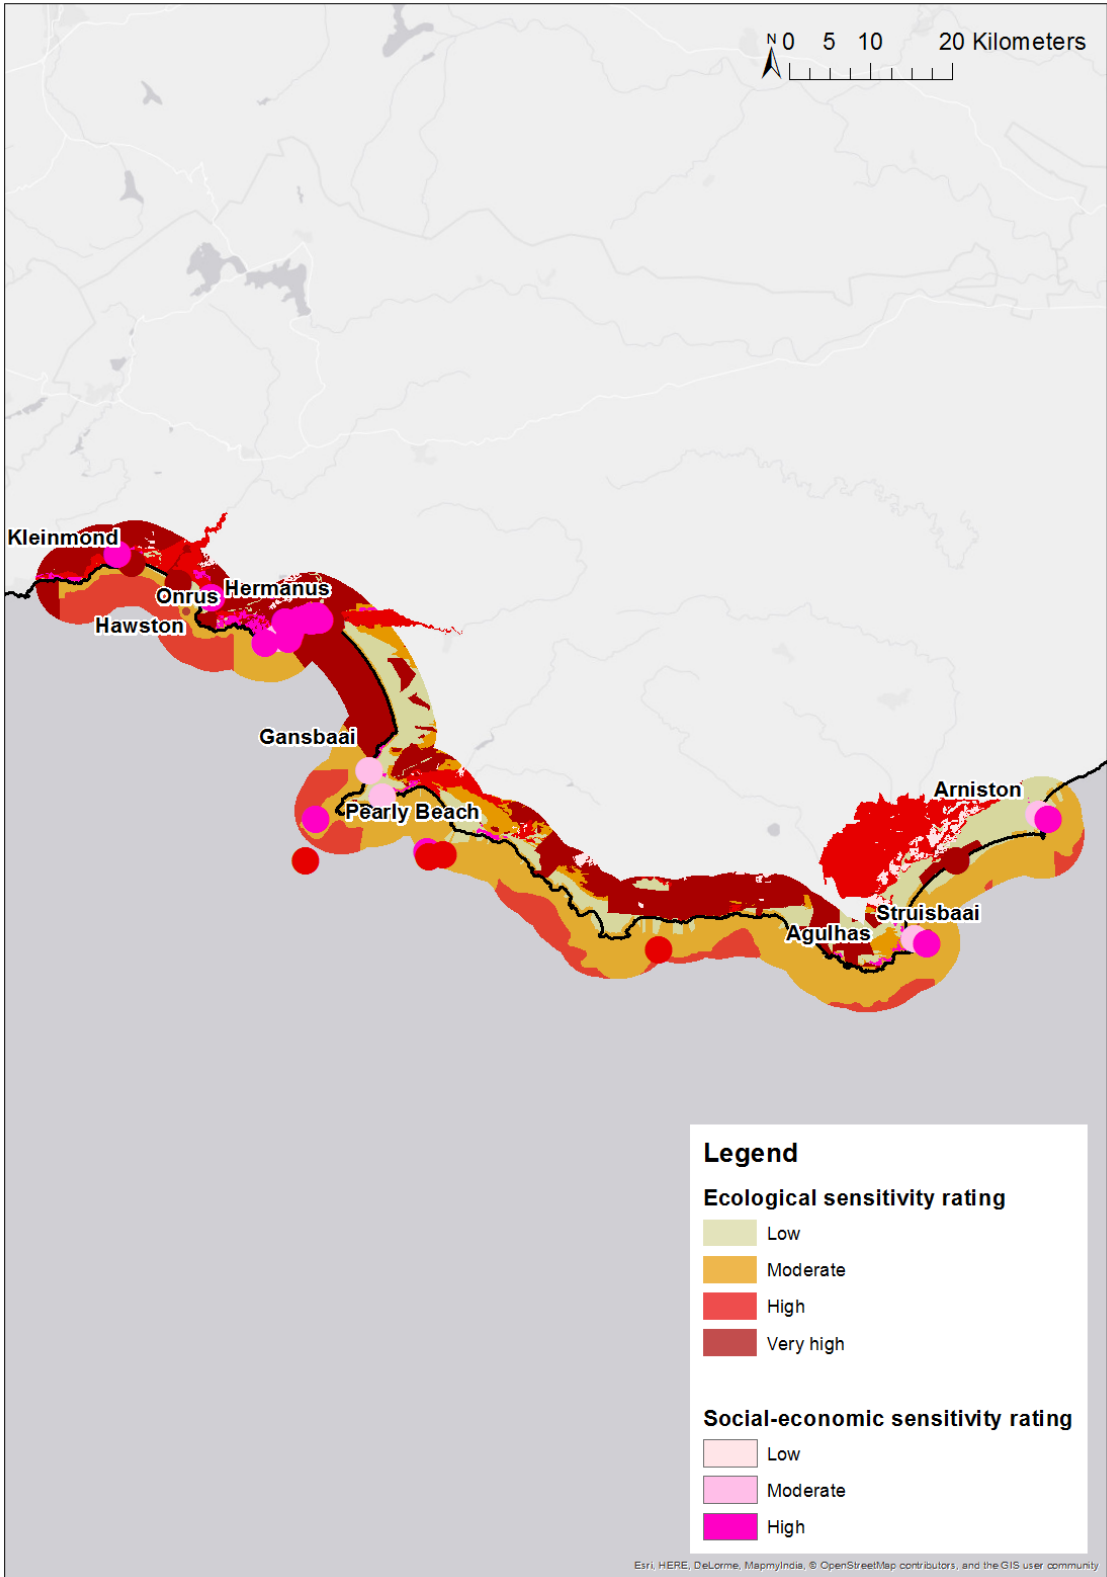 N 0 5 10 20 Kilometers
Kleinmond
Onrus Hermanus
Hawston
Gansbaai
Pearly Beach
Arniston
Struisbaai
Agulhas
Legend
Ecological sensitivity rating
Low
Moderate
High
Very high
Social-economic sensitivity rating
Low
Moderate
High
Esri, HERE, DeLorme, MapmyIndia, © OpenStreetMap contributors, and the GIS user community